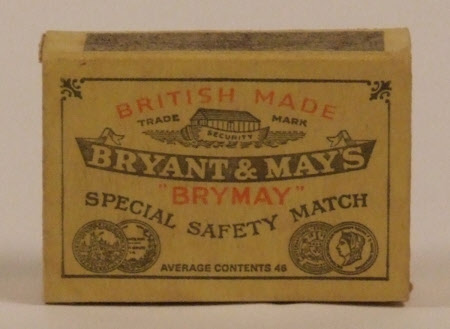 BRITISH MADE
TRADE MARK
SECURITY
BRYANT & MAY'S
"BRYMAY"
SPECIAL SAFETY MATCH
AVERAGE CONTENTS 48